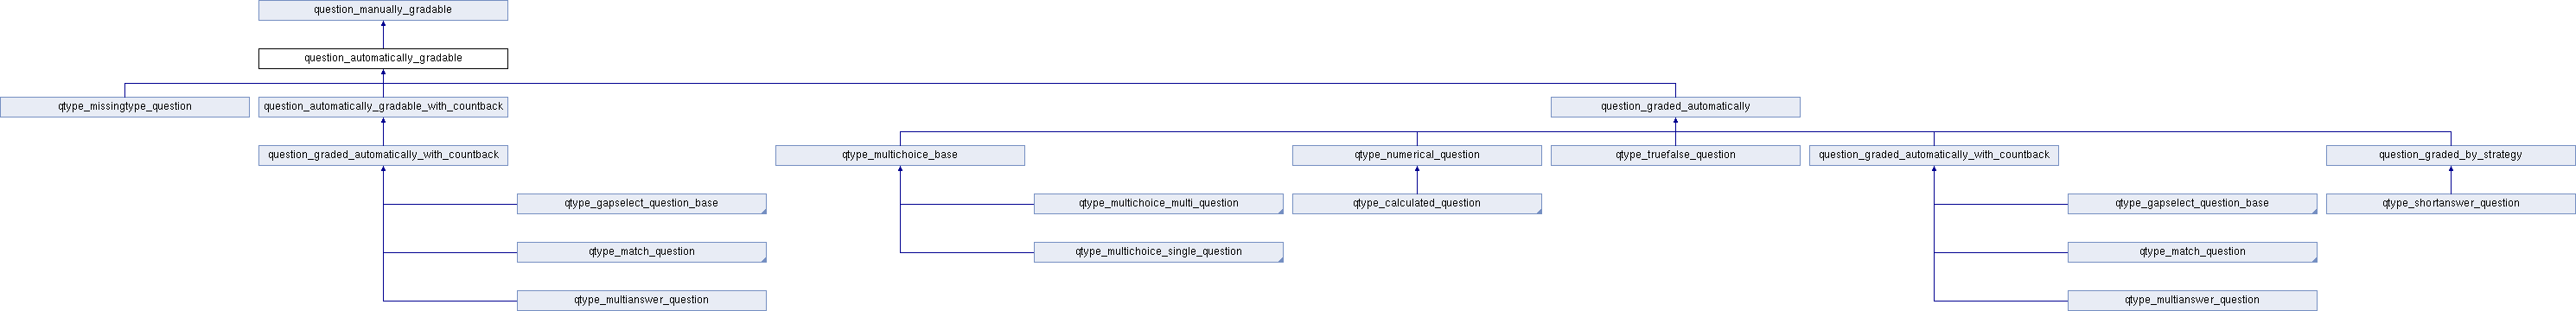 question_manually_gradable
question_automatically_gradable
qtype_missingtype_question
question_automatically_gradable_with_countback
question_graded_automatically
question_graded_automatically_with_countback
qtype_multichoice_base
qtype_numerical_question
qtype_truefalse_question
question_graded_automatically_with_countback
question_graded_by_strategy
qtype_gapselect_question_base
qtype_multichoice_multi_question
qtype_calculated_question
qtype_gapselect_question_base
qtype_shortanswer_question
qtype_match_question
qtype_multichoice_single_question
qtype_match_question
qtype_multianswer_question
qtype_multianswer_question